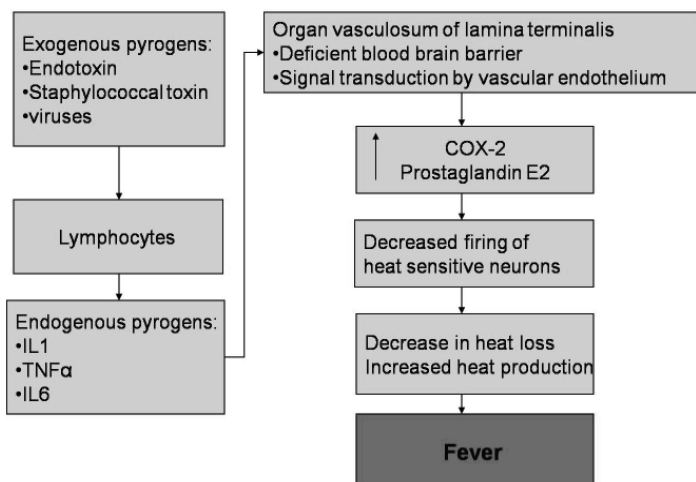 Exogenous pyrogens:
•Endotoxin
•Staphylococcal toxin
•viruses
Lymphocytes
Endogenous pyrogens:
•IL1
•TNFα
•IL6
Organ vasculosum of lamina terminalis
•Deficient blood brain barrier
•Signal transduction by vascular endothelium
COX-2
Prostaglandin E2
Decreased firing of
heat sensitive neurons
Decrease in heat loss
Increased heat production
Fever